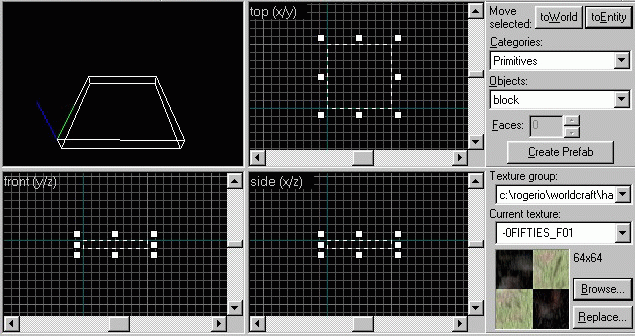 top (x/y)
front (y/z)
side (x/z)
Move
selected:
toWorld
toEntity
Categories:
Primitives
Objects:
block
Faces:
0
Create Prefab
Texture group:
c:\rogerio\worldcraft\ha
Current texture:
-0FIFTIES_F01
64x64
Browse...
Replace...